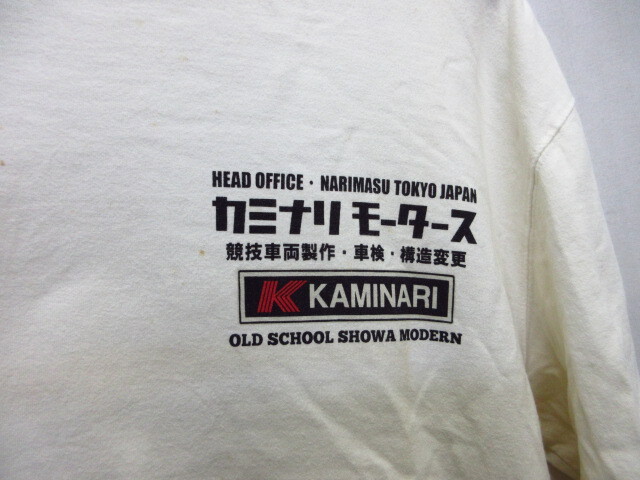 HEAD OFFICE・NARIMASU TOKYO JAPAN
カミナリモータース
競技車両製作・車検・構造変更
K KAMINARI
OLD SCHOOL SHOWA MODERN